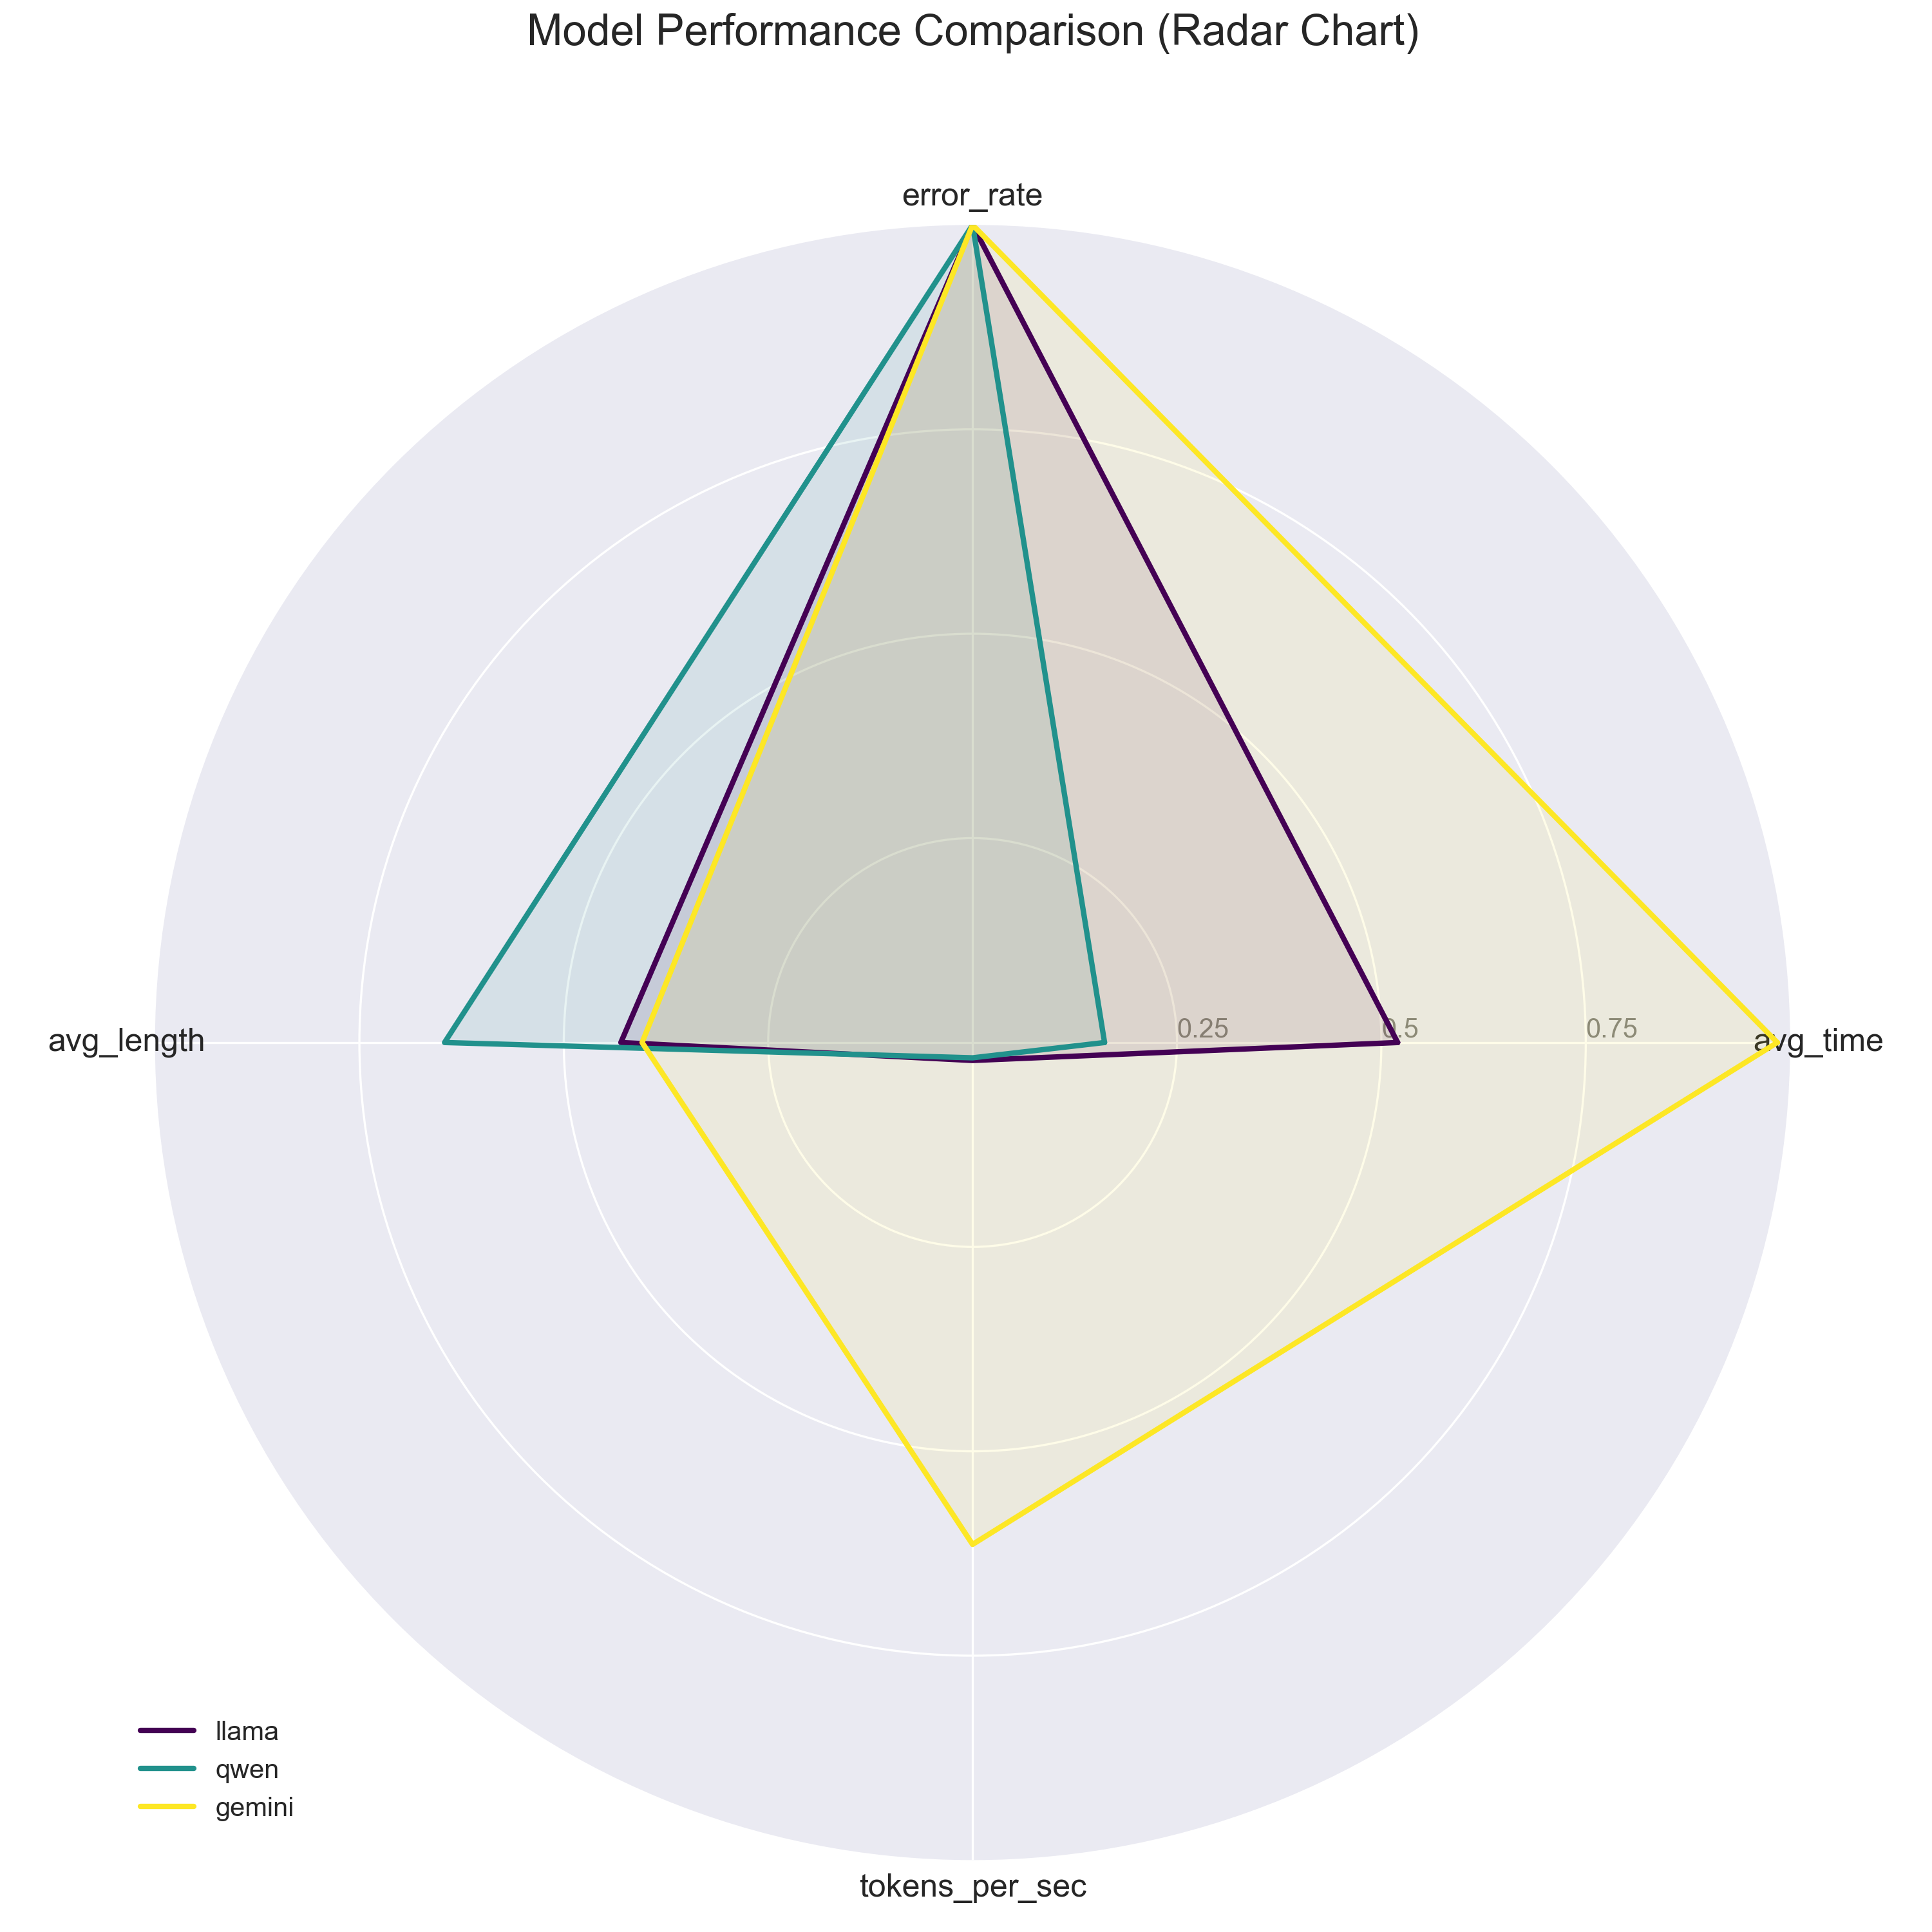 Model Performance Comparison (Radar Chart)
error_rate
0.25
0.5
0.75
avg_length
avg_time
llama
qwen
gemini
tokens_per_sec